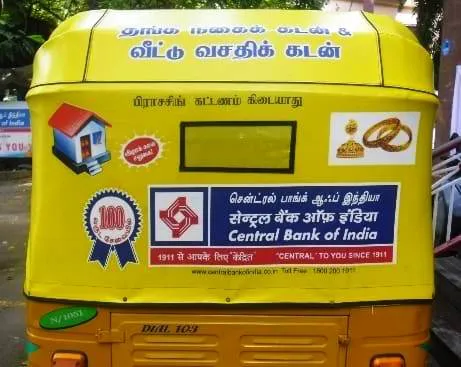 தங்க நகைக் கடன் &
வீட்டு வசதிக் கடன்
பிராசசிங் கட்டணம் கிடையாது
100
சென்ட்ரல் பாங்க் ஆஃப் இந்தியா
सेन्ट्रल बैंक ऑफ़ इंडिया
Central Bank of India
1911 से आपके लिए "केंद्रित" "CENTRAL" TO YOU SINCE 1911
www.centralbankofindia.co.in Toll Free : 1800 200 1911
N/1051
DIAL 103